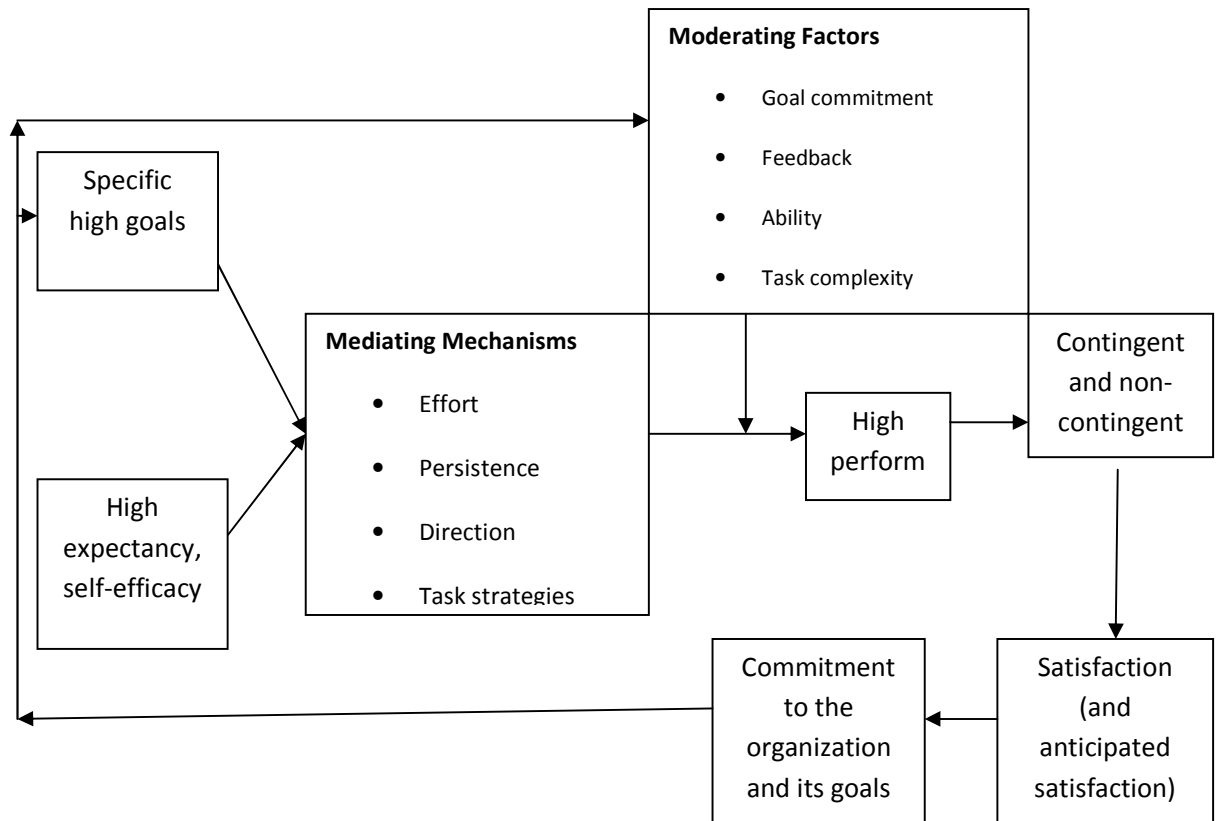 Moderating Factors
• Goal commitment
• Feedback
• Ability
• Task complexity
Specific
high goals
Mediating Mechanisms
• Effort
• Persistence
• Direction
• Task strategies
High
expectancy,
self-efficacy
High
perform
Contingent
and non-
contingent
Satisfaction
(and
anticipated
satisfaction)
Commitment
to the
organization
and its goals